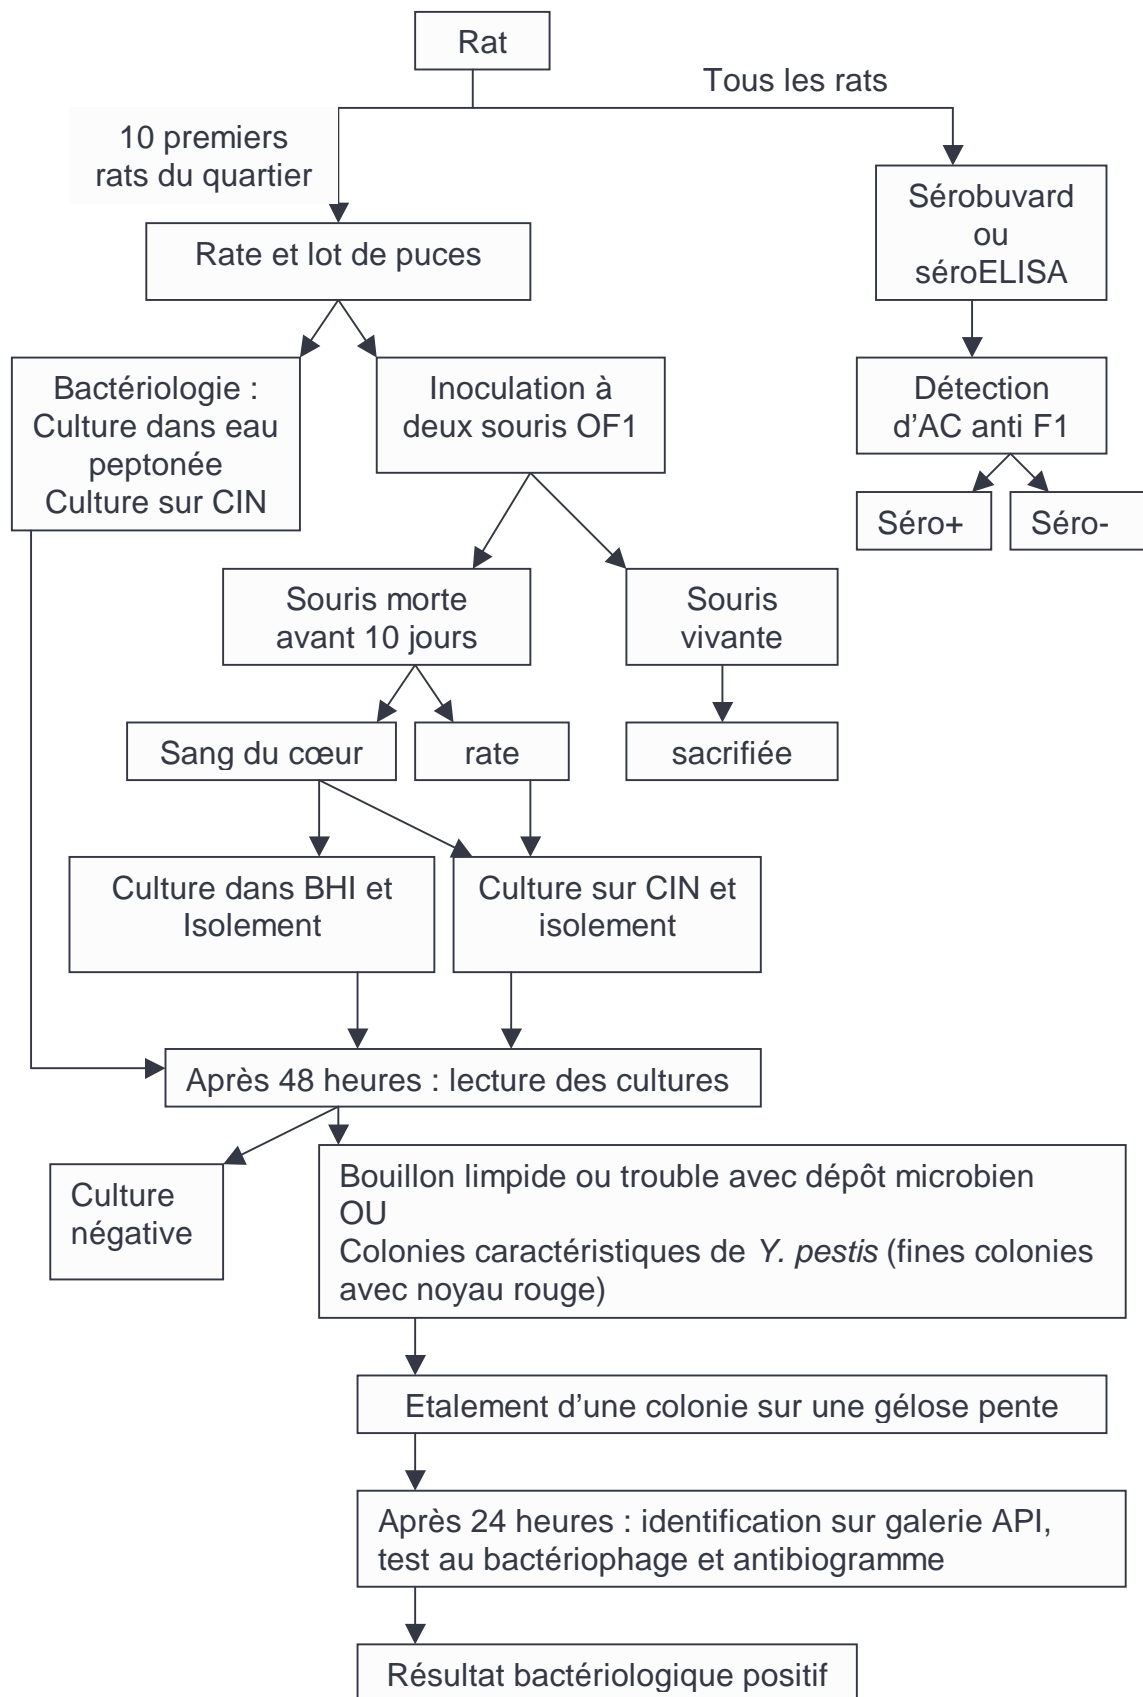 Rat
Tous les rats
10 premiers
rats du quartier
Sérobuvard
ou
séroELISA
Rate et lot de puces
Bactériologie :
Culture dans eau
peptonée
Culture sur CIN
Inoculation à
deux souris OF1
Détection
d'AC anti F1
Séro+
Séro-
Souris morte
avant 10 jours
Souris
vivante
Sang du cœur
rate
sacrifiée
Culture dans BHI et
Isolement
Culture sur CIN et
isolement
Après 48 heures : lecture des cultures
Culture
négative
Bouillon limpide ou trouble avec dépôt microbien
OU
Colonies caractéristiques de Y. pestis (fines colonies
avec noyau rouge)
Etalement d'une colonie sur une gélose pente
Après 24 heures : identification sur galerie API,
test au bactériophage et antibiogramme
Résultat bactériologique positif